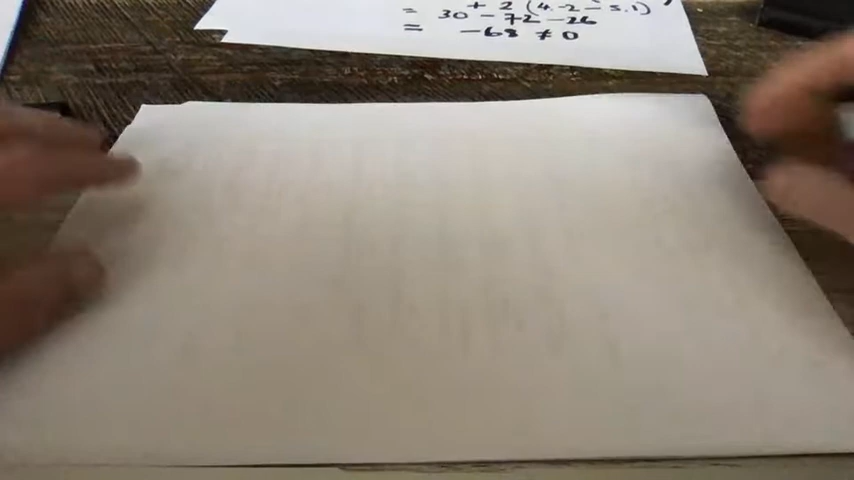 + 2 (4.-2 - 5.1)
= 30 - 72 - 26
= -68 ≠ 0